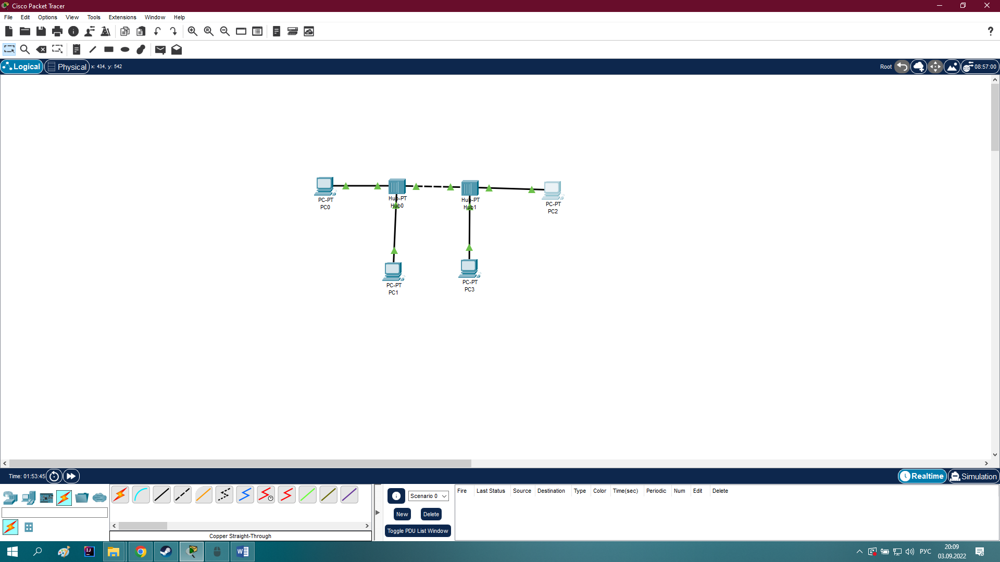 Cisco Packet Tracer
File Edit Options View Tools Extensions Window Help
?
Logical Physical x: 434, y: 542 Root 08:57:00
PC-PT
PC0
Hub-PT
Hub0
Hub-PT
Hub1
PC-PT
PC2
PC-PT
PC1
PC-PT
PC3
Time: 01:53:45 Realtime Simulation
Scenario 0
New Delete
Toggle PDU List Window
Fire Last Status Source Destination Type Color Time(sec) Periodic Num Edit Delete
Copper Straight-Through
РУС
20:09
03.09.2022